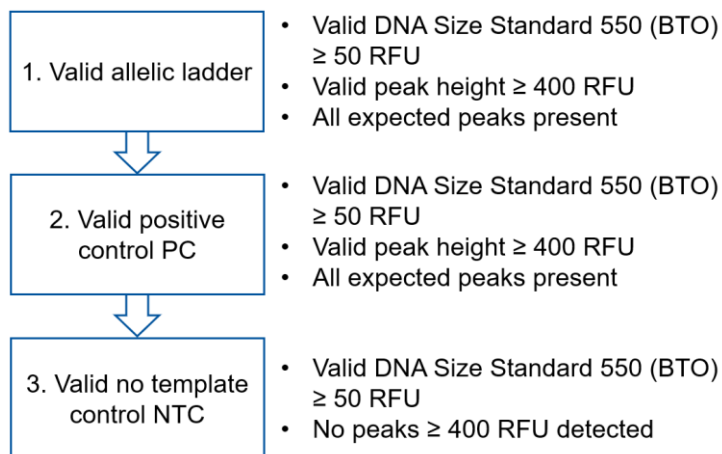 1. Valid allelic ladder
• Valid DNA Size Standard 550 (BTO)
≥ 50 RFU
• Valid peak height ≥ 400 RFU
• All expected peaks present
2. Valid positive
control PC
• Valid DNA Size Standard 550 (BTO)
≥ 50 RFU
• Valid peak height ≥ 400 RFU
• All expected peaks present
3. Valid no template
control NTC
• Valid DNA Size Standard 550 (BTO)
≥ 50 RFU
• No peaks ≥ 400 RFU detected